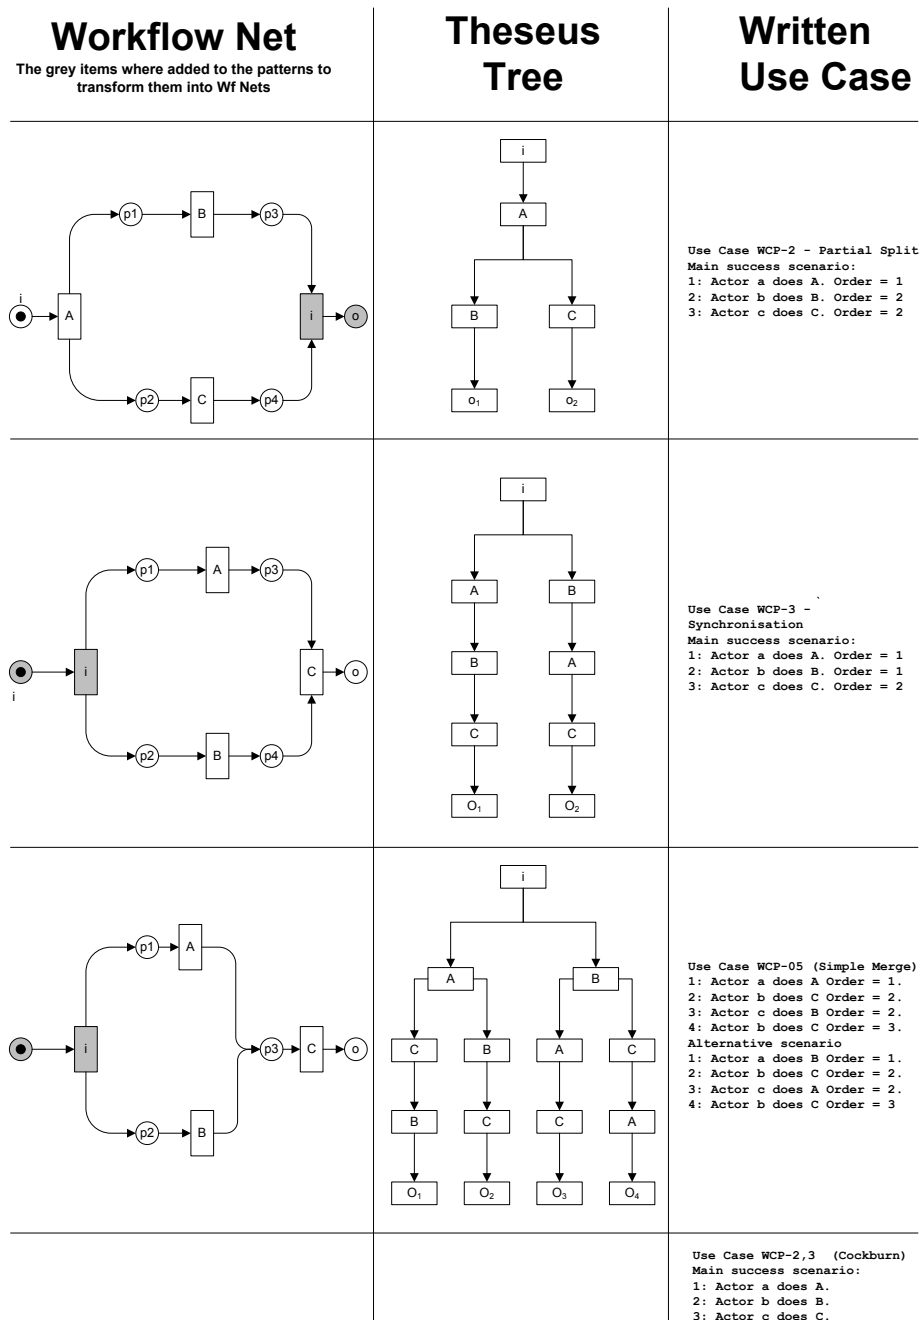 Workflow Net
The grey items where added to the patterns to
transform them into Wf Nets
Theseus
Tree
Written
Use Case
i
A
p1
B
p3
i
o
p2
C
p4
i
A
B
C
o1
o2
Use Case WCP-2 - Partial Split
Main success scenario:
1: Actor a does A. Order = 1
2: Actor b does B. Order = 2
3: Actor c does C. Order = 2
i
i
p1
A
p3
C
o
p2
B
p4
i
A
B
B
A
C
C
O1
O2
Use Case WCP-3 - `
Synchronisation
Main success scenario:
1: Actor a does A. Order = 1
2: Actor b does B. Order = 1
3: Actor c does C. Order = 2
i
p1
A
p3
C
o
p2
B
i
A
B
C
B
A
C
B
C
C
A
O1
O2
O3
O4
Use Case WCP-05 (Simple Merge)
1: Actor a does A Order = 1.
2: Actor b does C Order = 2.
3: Actor c does B Order = 2.
4: Actor b does C Order = 3.
Alternative scenario
1: Actor a does B Order = 1.
2: Actor b does C Order = 2.
3: Actor c does A Order = 2.
4: Actor b does C Order = 3
Use Case WCP-2,3 (Cockburn)
Main success scenario:
1: Actor a does A.
2: Actor b does B.
3: Actor c does C.